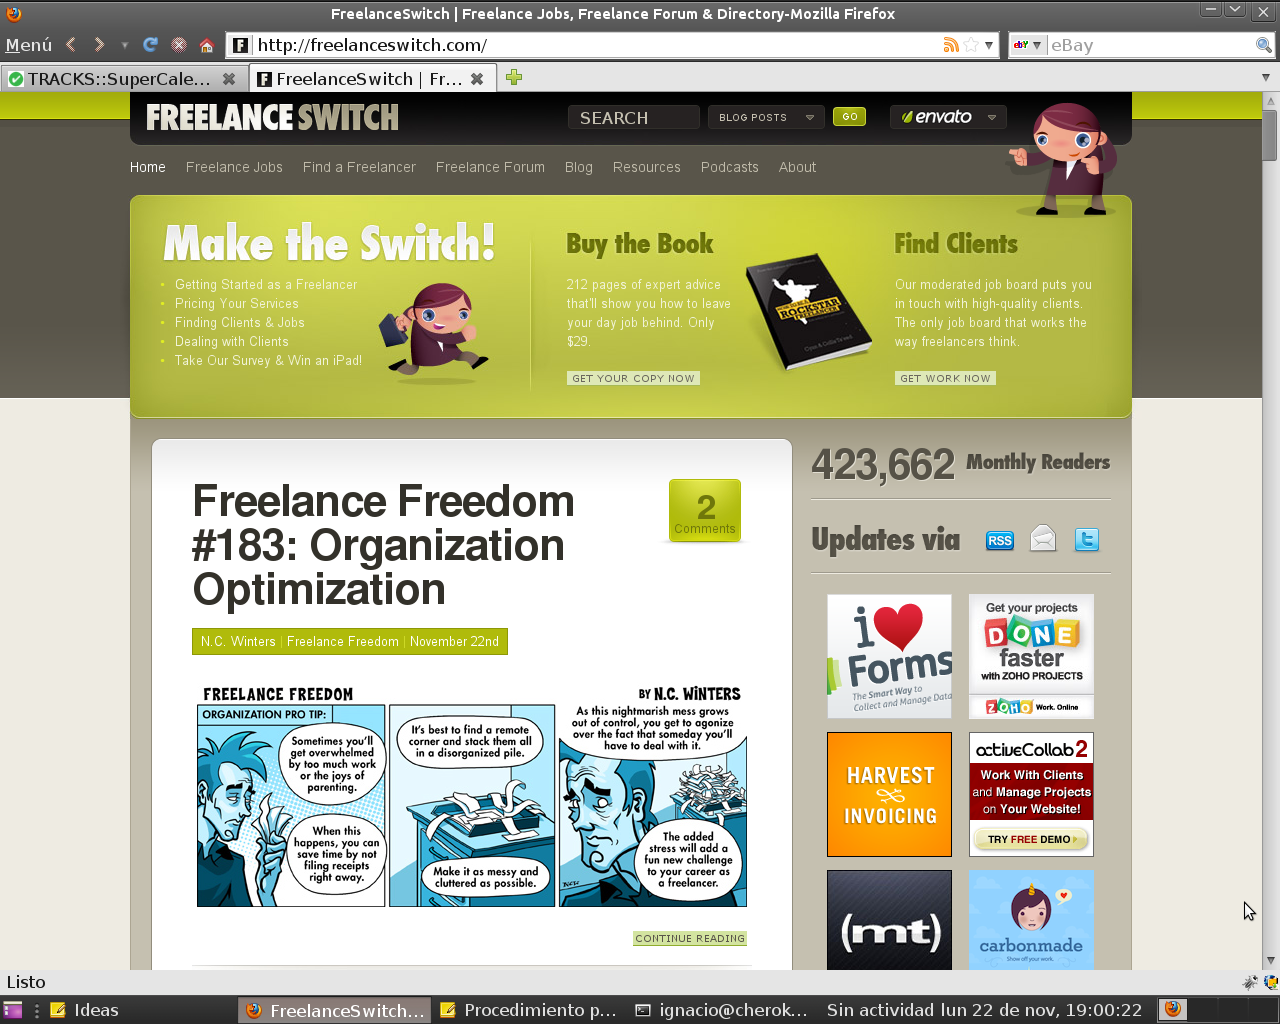 FreelanceSwitch | Freelance Jobs, Freelance Forum & Directory-Mozilla Firefox
Menú
http://freelanceswitch.com/
eBay
TRACKS::SuperCale...
FreelanceSwitch | Fr...
FREELANCE SWITCH
SEARCH
BLOG POSTS
GO
envato
Home
Freelance Jobs
Find a Freelancer
Freelance Forum
Blog
Resources
Podcasts
About
Make the Switch!
Getting Started as a Freelancer
Pricing Your Services
Finding Clients & Jobs
Dealing with Clients
Take Our Survey & Win an iPad!
Buy the Book
212 pages of expert advice
that'll show you how to leave
your day job behind. Only
$29.
GET YOUR COPY NOW
ROCKSTAR
FREELANCER
Find Clients
Our moderated job board puts you
in touch with high-quality clients.
The only job board that works the
way freelancers think.
GET WORK NOW
Freelance Freedom
#183: Organization
Optimization
2
Comments
N.C. Winters | Freelance Freedom | November 22nd
FREELANCE FREEDOM
BY N.C. WINTERS
ORGANIZATION PRO TIP:
Sometimes you'll
get overwhelmed
by too much work
or the joys of
parenting.
When this
happens, you can
save time by not
filing receipts
right away.
It's best to find a remote
corner and stack them all
in a disorganized pile.
Make it as messy and
cluttered as possible.
As this nightmarish mess grows
out of control, you get to agonize
over the fact that someday you'll
have to deal with it.
The added
stress will add a
fun new challenge
to your career as
a freelancer.
CONTINUE READING
423,662 Monthly Readers
Updates via
RSS
i
Forms
The Smart Way to
Collect and Manage Data
Get your projects
DONE
faster
with ZOHO PROJECTS
ZOHO Work. Online
HARVEST
INVOICING
activeCollab 2
Work With Clients
and Manage Projects
on Your Website!
TRY FREE DEMO
(mt)
carbonmade
Show off your work.
Listo
Ideas
FreelanceSwitch...
Procedimiento p...
ignacio@cherok...
Sin actividad
lun 22 de nov, 19:00:22